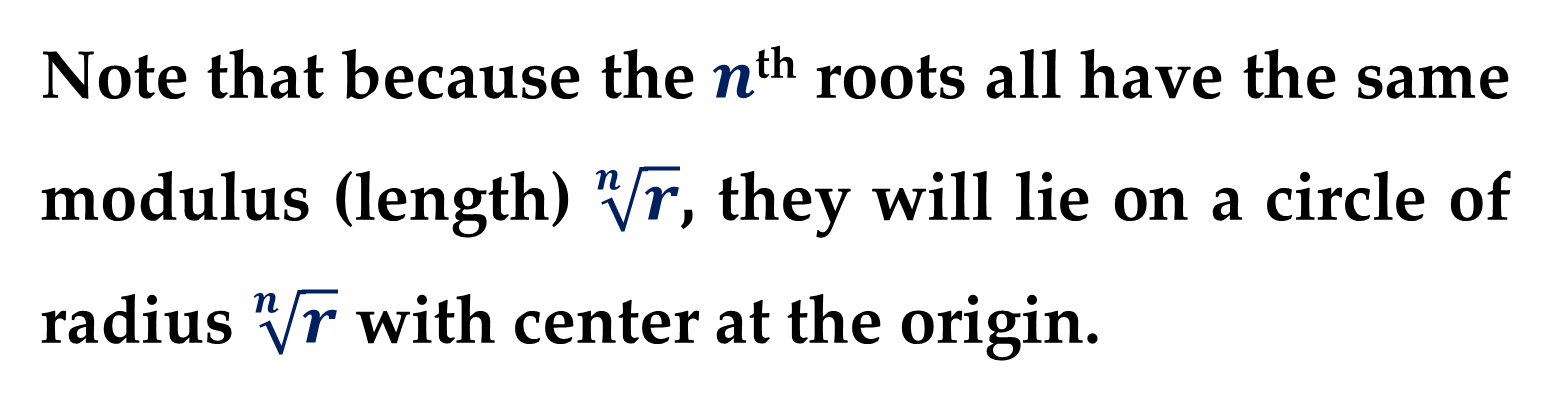 Note that because the nᵗʰ roots all have the same
modulus (length) ⁿ√r, they will lie on a circle of
radius ⁿ√r with center at the origin.